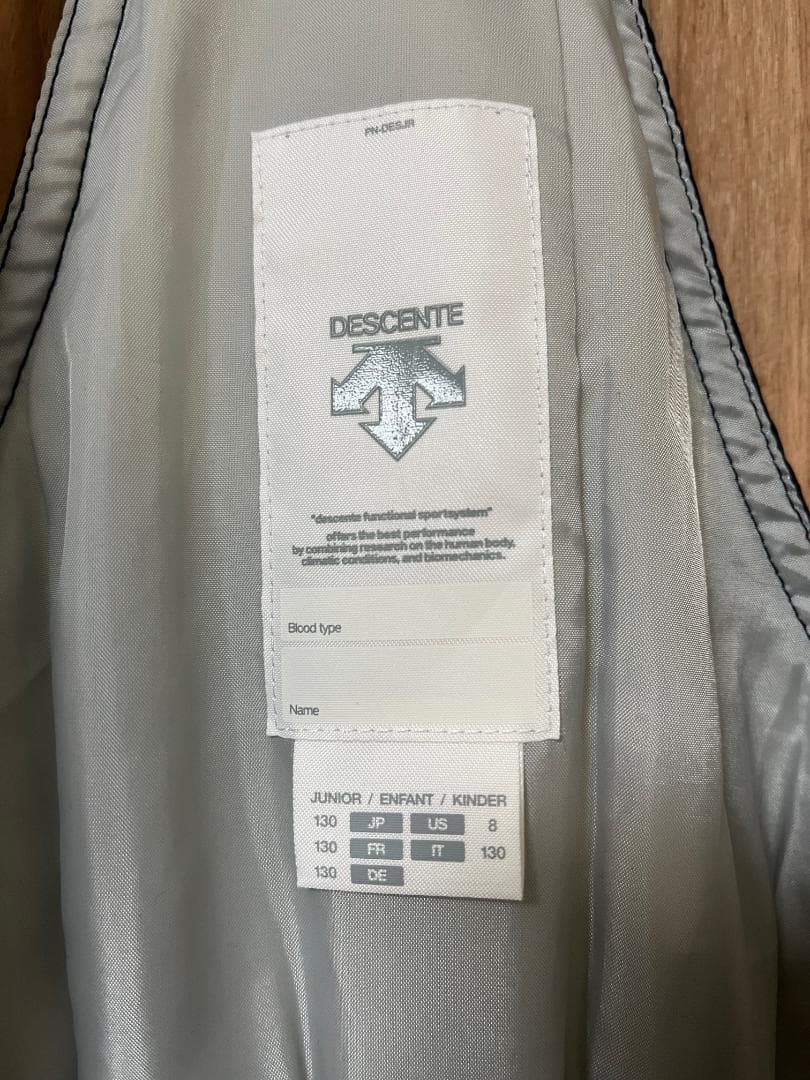 PN-DESJR
DESCENTE
"descente functional sportsystem"
offers the best performance
by combining research on the human body,
climatic conditions, and biomechanics.
Blood type
Name
JUNIOR / ENFANT / KINDER
130 JP US 8
130 FR IT 130
130 DE